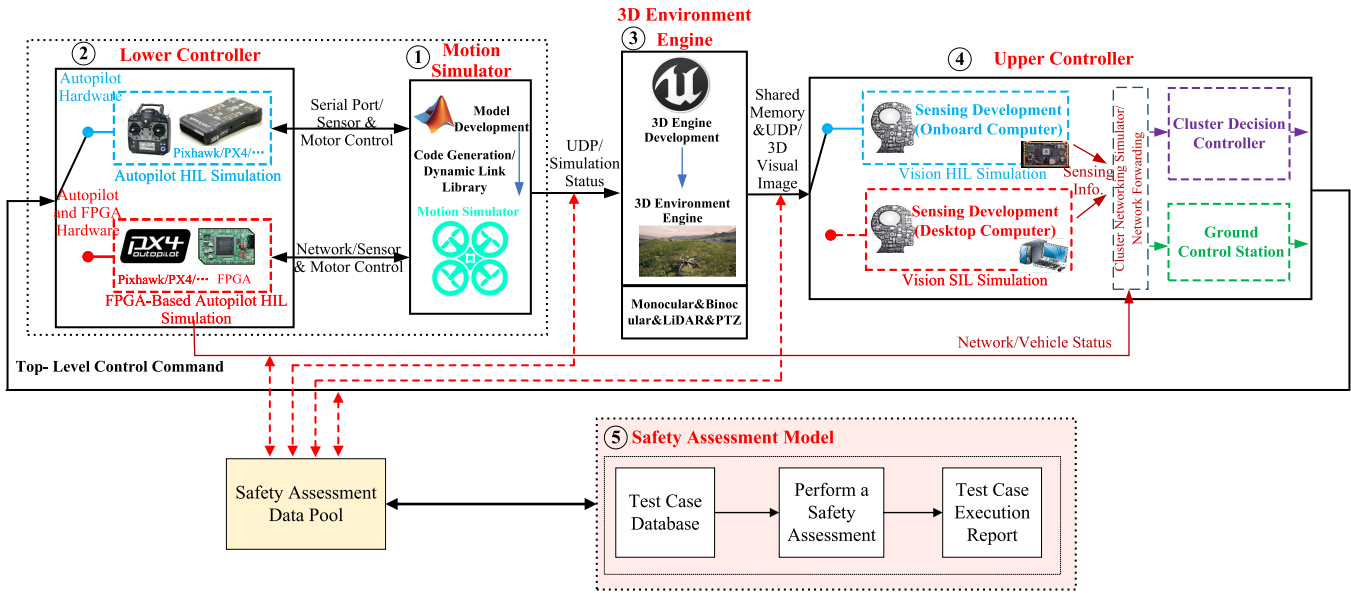 ② Lower Controller
Autopilot
Hardware
Pixhawk/PX4/···
Autopilot HIL Simulation
Autopilot
and FPGA
Hardware
px4
autopilot
Pixhawk/PX4/···
FPGA
FPGA-Based Autopilot HIL
Simulation
Serial Port/
Sensor &
Motor Control
Network/Sensor
& Motor Control
① Motion
Simulator
Model
Development
Code Generation/
Dynamic Link
Library
Motion Simulator
UDP/
Simulation
Status
3D Environment
③ Engine
3D Engine
Development
3D Environment
Engine
Monocular&Binoc
ular&LiDAR&PTZ
Shared
Memory
&UDP/
3D
Visual
Image
④ Upper Controller
Sensing Development
(Onboard Computer)
Vision HIL Simulation
Sensing
Info.
Sensing Development
(Desktop Computer)
Vision SIL Simulation
Cluster Networking Simulator/
Network Forwarding
Cluster Decision
Controller
Ground
Control Station
Network/Vehicle Status
Top- Level Control Command
Safety Assessment
Data Pool
⑤ Safety Assessment Model
Test Case
Database
Perform a
Safety
Assessment
Test Case
Execution
Report